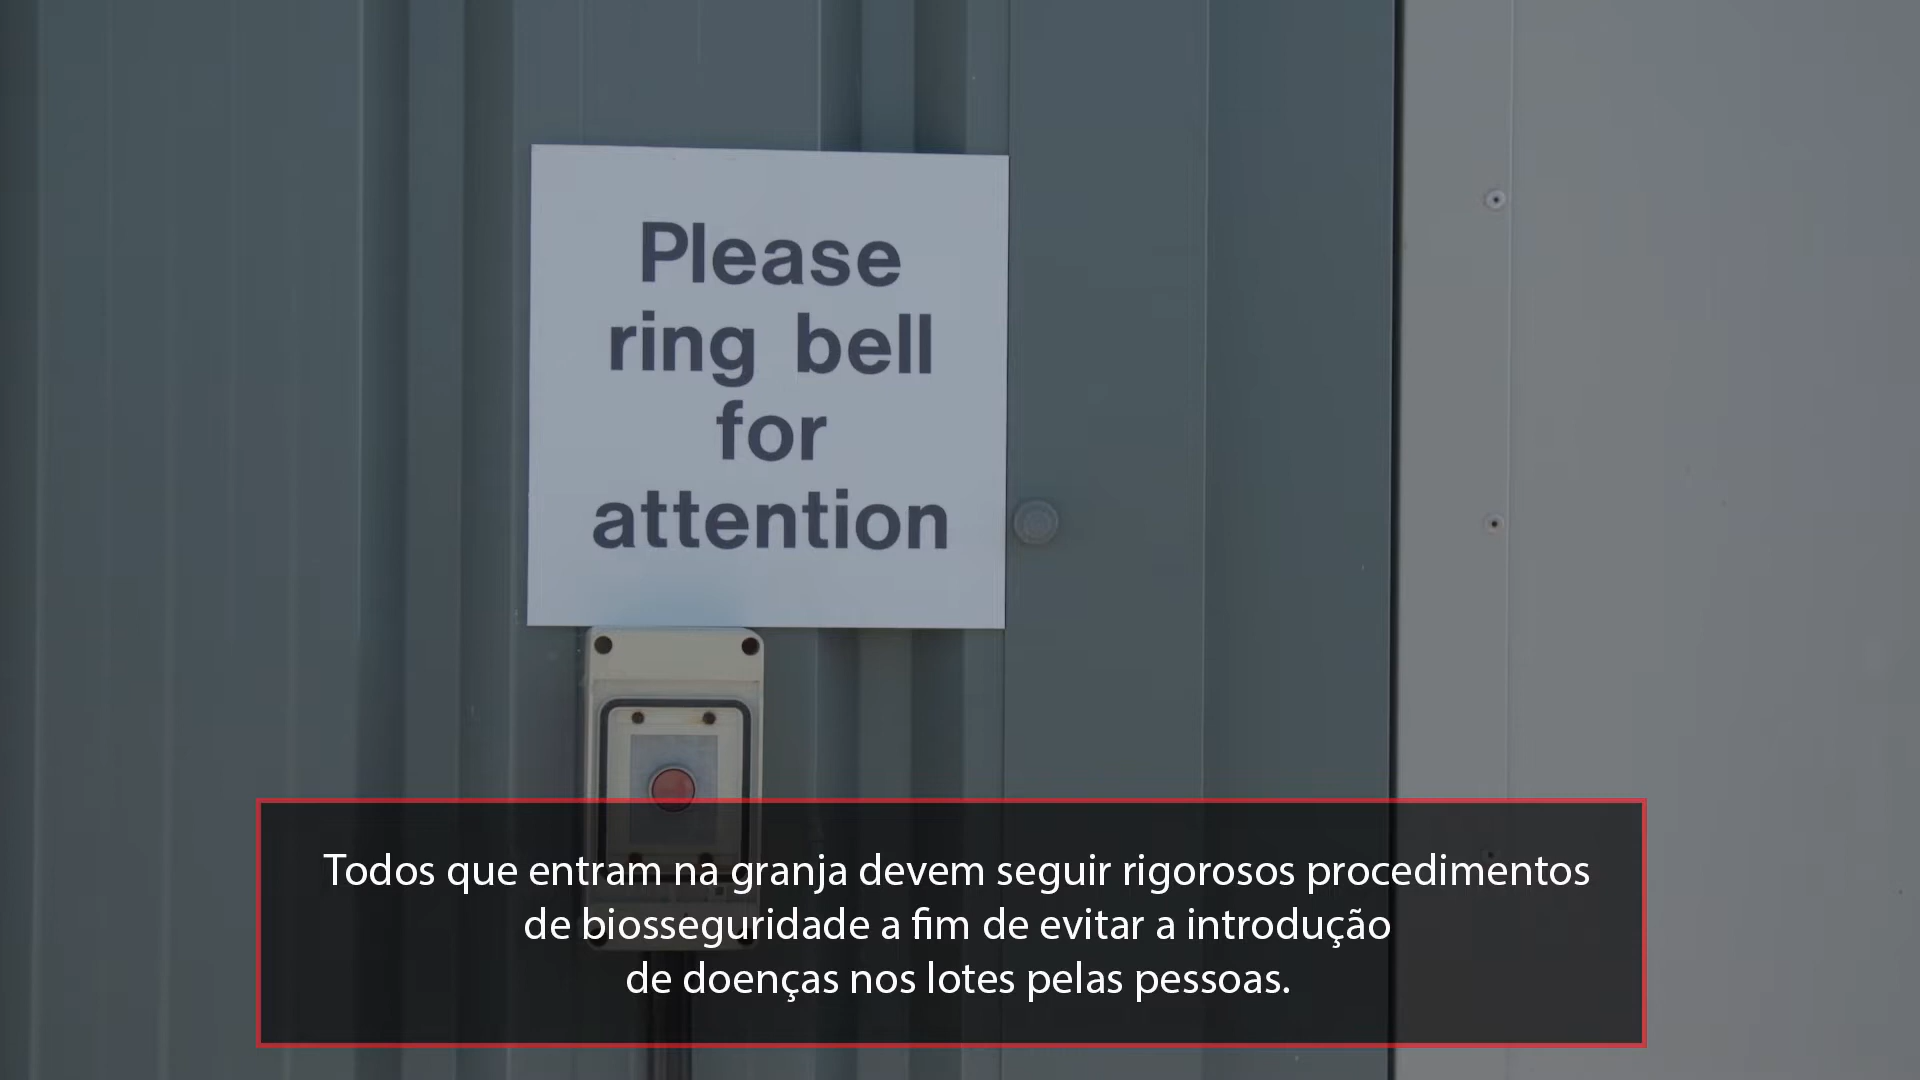 Please
ring bell
for
attention
Todos que entram na granja devem seguir rigorosos procedimentos
de biosseguridade a fim de evitar a introdução
de doenças nos lotes pelas pessoas.